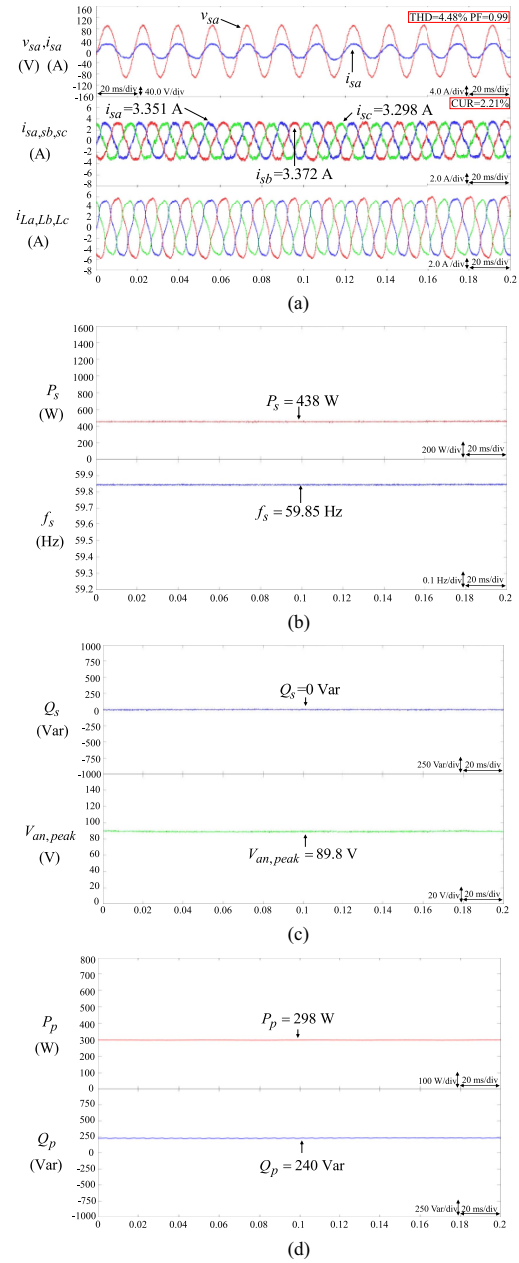 160
120
80
40
0
-40
-80
-120
-160
v_sa, i_sa
(V) (A)
v_sa
i_sa
THD=4.48% PF=0.99
20 ms/div 40.0 V/div
4.0 A/div 20 ms/div
6
4
2
0
-2
-4
-6
-8
i_sa,sb,sc
(A)
i_sa=3.351 A
i_sc=3.298 A
i_sb=3.372 A
CUR=2.21%
2.0 A/div 20 ms/div
6
4
2
0
-2
-4
-6
-8
i_La,Lb,Lc
(A)
2.0 A/div 20 ms/div
0 0.02 0.04 0.06 0.08 0.1 0.12 0.14 0.16 0.18 0.2
(a)
1600
1400
1200
1000
800
600
400
200
0
P_s
(W)
P_s = 438 W
200 W/div 20 ms/div
59.9
59.8
59.7
59.6
59.5
59.4
59.3
59.2
f_s
(Hz)
f_s = 59.85 Hz
0.1 Hz/div 20 ms/div
0 0.02 0.04 0.06 0.08 0.1 0.12 0.14 0.16 0.18 0.2
(b)
1000
750
500
250
0
-250
-500
-750
-1000
Q_s
(Var)
Q_s=0 Var
250 Var/div 20 ms/div
140
120
100
80
60
40
20
0
V_an,peak
(V)
V_an,peak = 89.8 V
20 V/div 20 ms/div
0 0.02 0.04 0.06 0.08 0.1 0.12 0.14 0.16 0.18 0.2
(c)
800
700
600
500
400
300
200
100
0
P_p
(W)
P_p = 298 W
100 W/div 20 ms/div
750
500
250
0
-250
-500
-750
-1000
Q_p
(Var)
Q_p = 240 Var
250 Var/div 20 ms/div
0 0.02 0.04 0.06 0.08 0.1 0.12 0.14 0.16 0.18 0.2
(d)